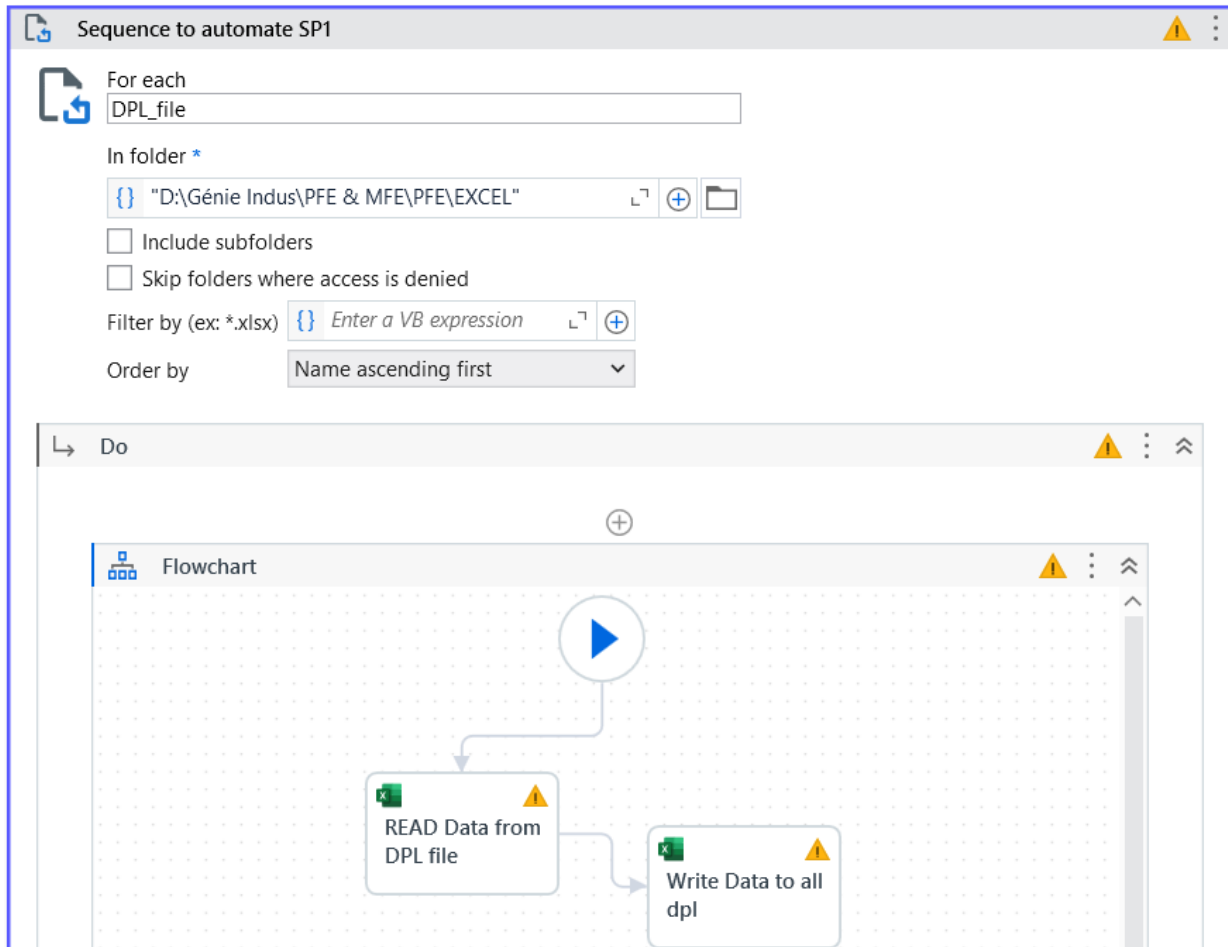 Sequence to automate SP1
For each
DPL_file
In folder *
"D:\Génie Indus\PFE & MFE\PFE\EXCEL"
Include subfolders
Skip folders where access is denied
Filter by (ex: *.xlsx) {} Enter a VB expression
Order by Name ascending first
Do
Flowchart
READ Data from
DPL file
Write Data to all
dpl